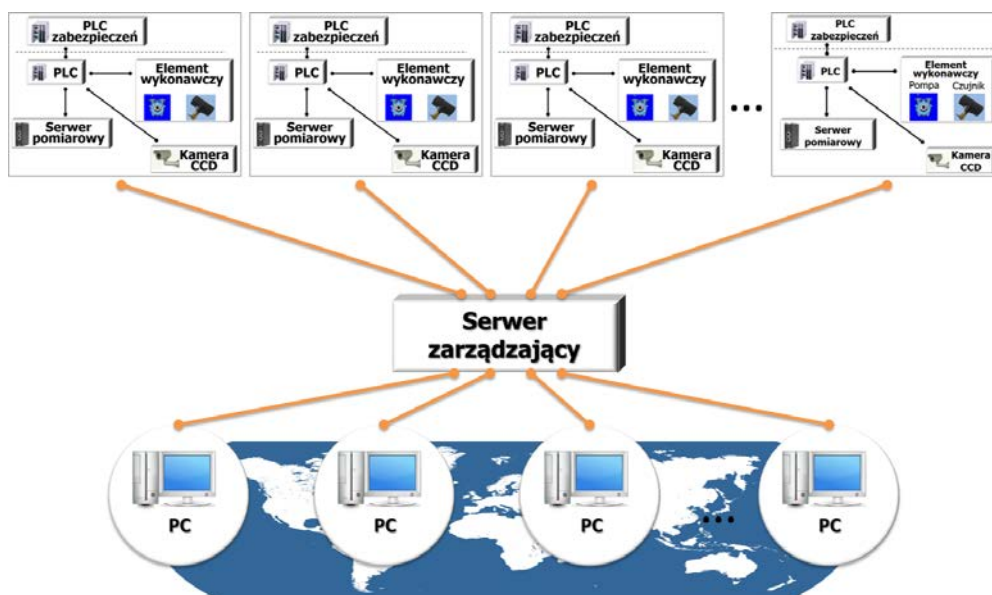 PLC
zabezpieczeń
PLC
Element
wykonawczy
Serwer
pomiarowy
Kamera
CCD
PLC
zabezpieczeń
PLC
Element
wykonawczy
Serwer
pomiarowy
Kamera
CCD
PLC
zabezpieczeń
PLC
Element
wykonawczy
Serwer
pomiarowy
Kamera
CCD
...
PLC
zabezpieczeń
PLC
Element
wykonawczy
Pompa Czujnik
Serwer
pomiarowy
Kamera
CCD
Serwer
zarządzający
PC
PC
PC
...
PC